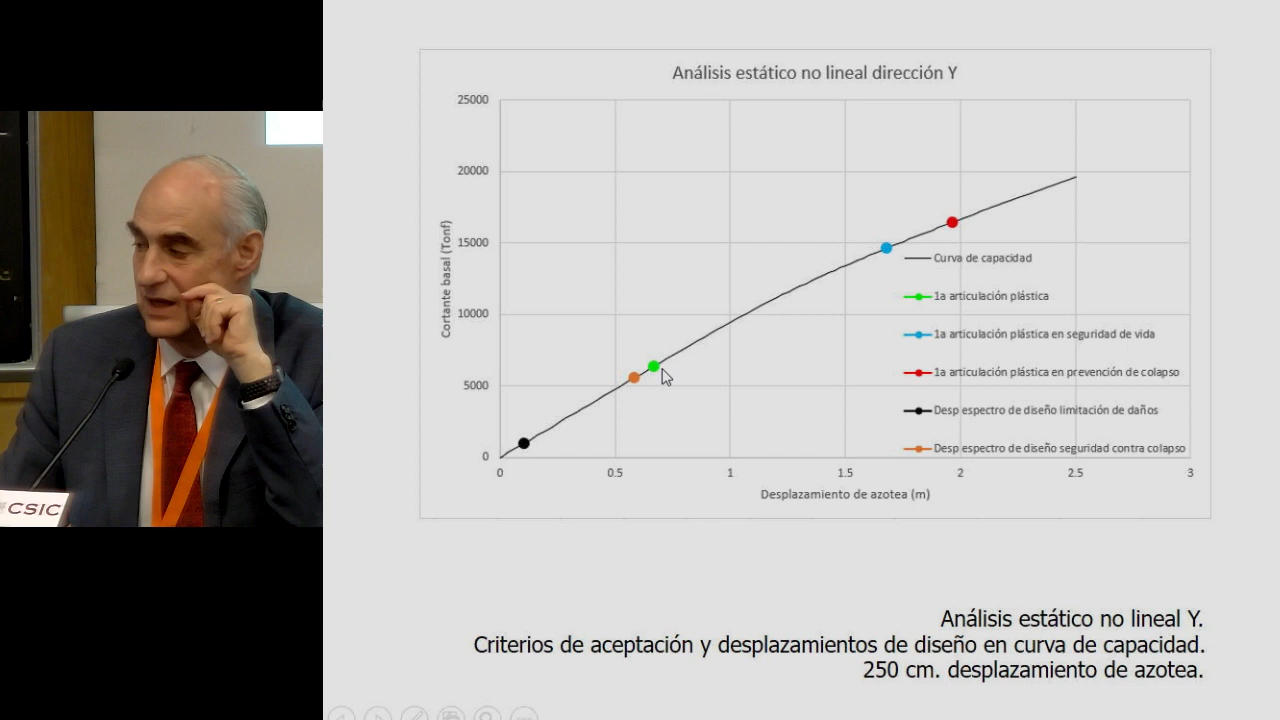 Análisis estático no lineal dirección Y
25000
20000
15000
10000
5000
0
Cortante basal (Tonf)
0 0.5 1 1.5 2 2.5 3
Desplazamiento de azotea (m)
Curva de capacidad
1a articulación plástica
1a articulación plástica en seguridad de vida
1a articulación plástica en prevención de colapso
Desp espectro de diseño limitación de daños
Desp espectro de diseño seguridad contra colapso
Análisis estático no lineal Y.
Criterios de aceptación y desplazamientos de diseño en curva de capacidad.
250 cm. desplazamiento de azotea.
CSIC